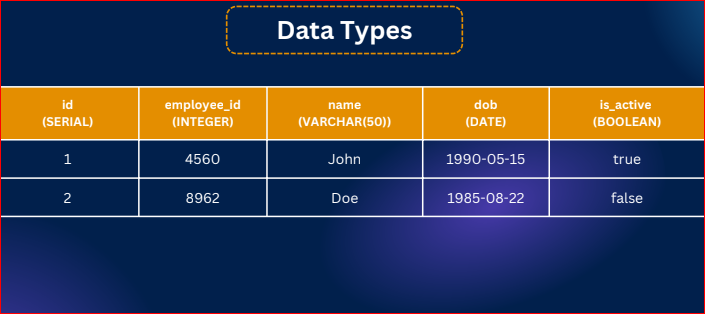 Data Types
id employee_id name dob is_active
(SERIAL) (INTEGER) (VARCHAR(50)) (DATE) (BOOLEAN)
1 4560 John 1990-05-15 true
2 8962 Doe 1985-08-22 false